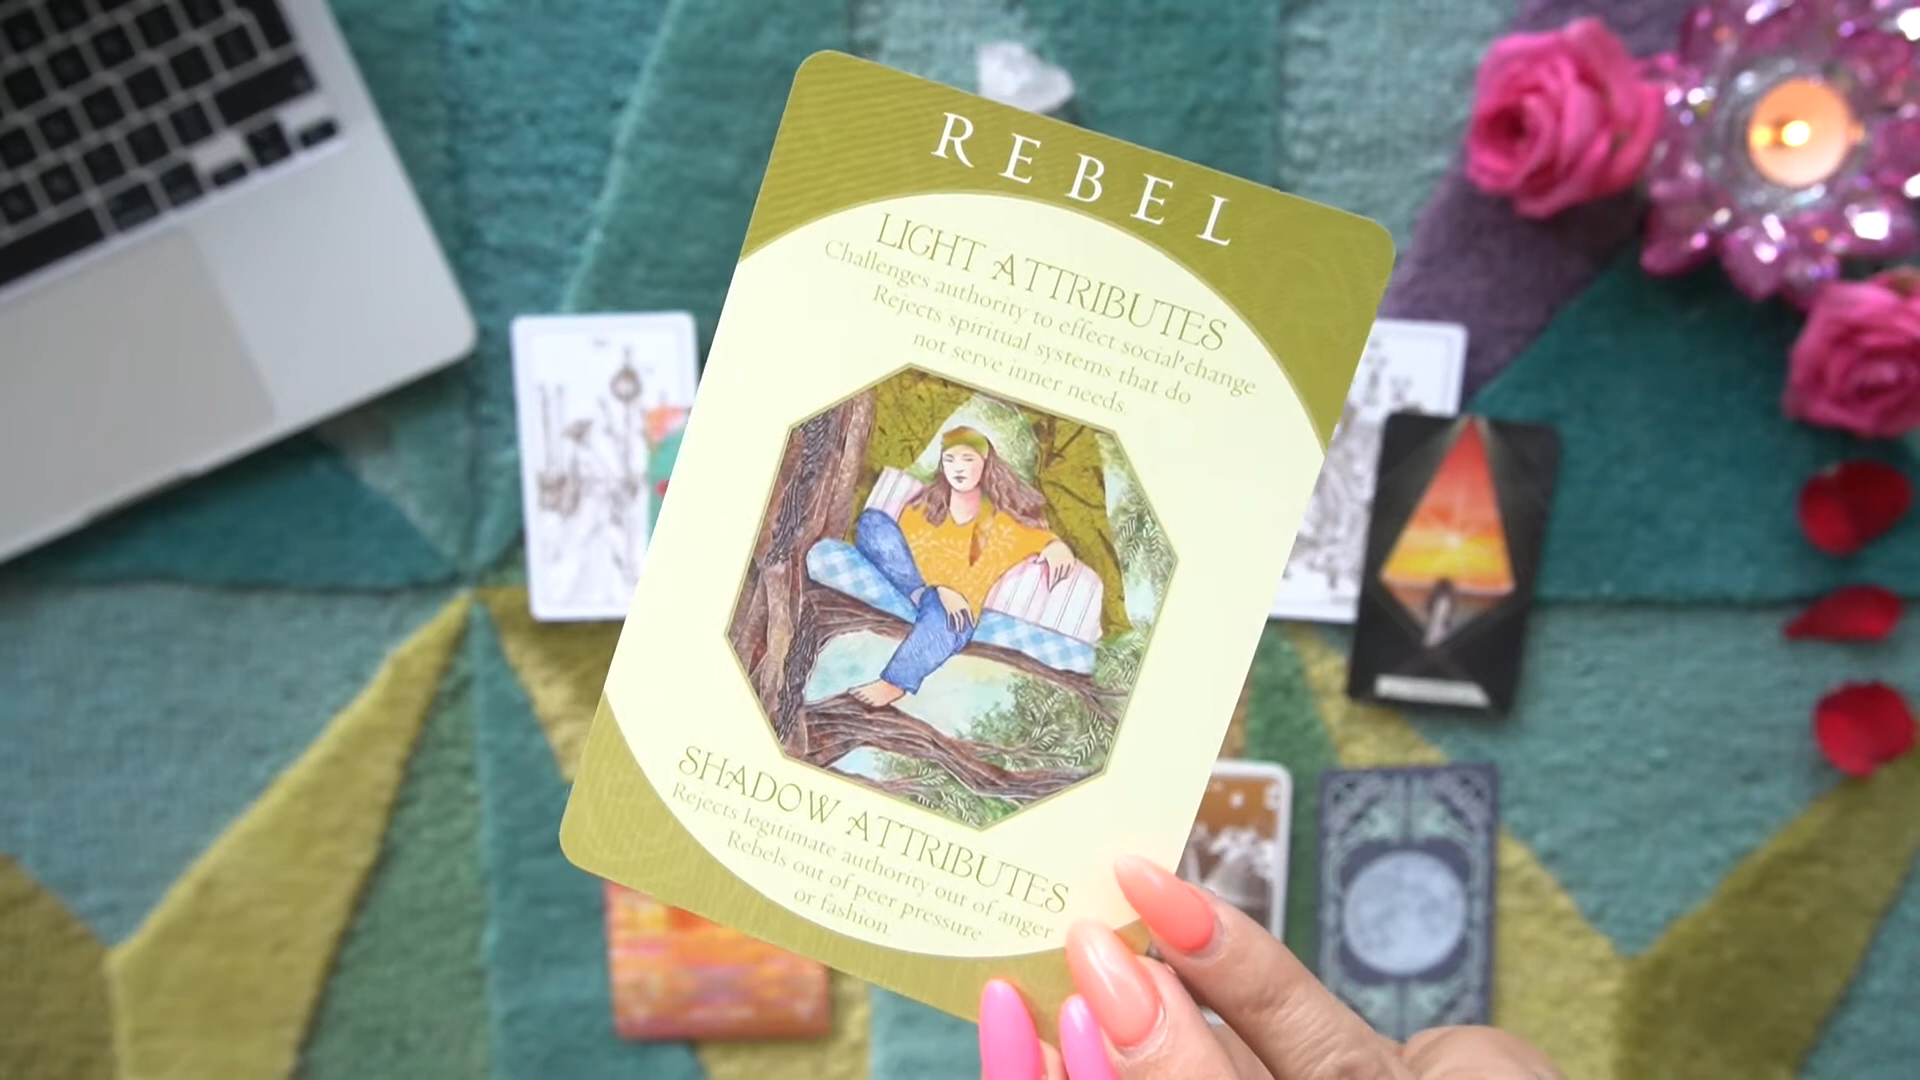 REBEL
LIGHT ATTRIBUTES
Challenges authority to effect social change.
Rejects spiritual systems that do
not serve inner needs.
SHADOW ATTRIBUTES
Rejects legitimate authority out of anger
Rebels out of peer pressure
or fashion.